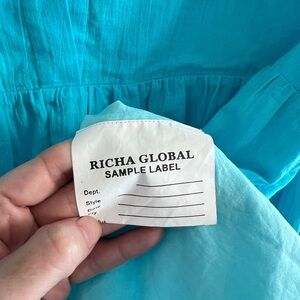 RICHA GLOBAL
SAMPLE LABEL
Dept.
Style